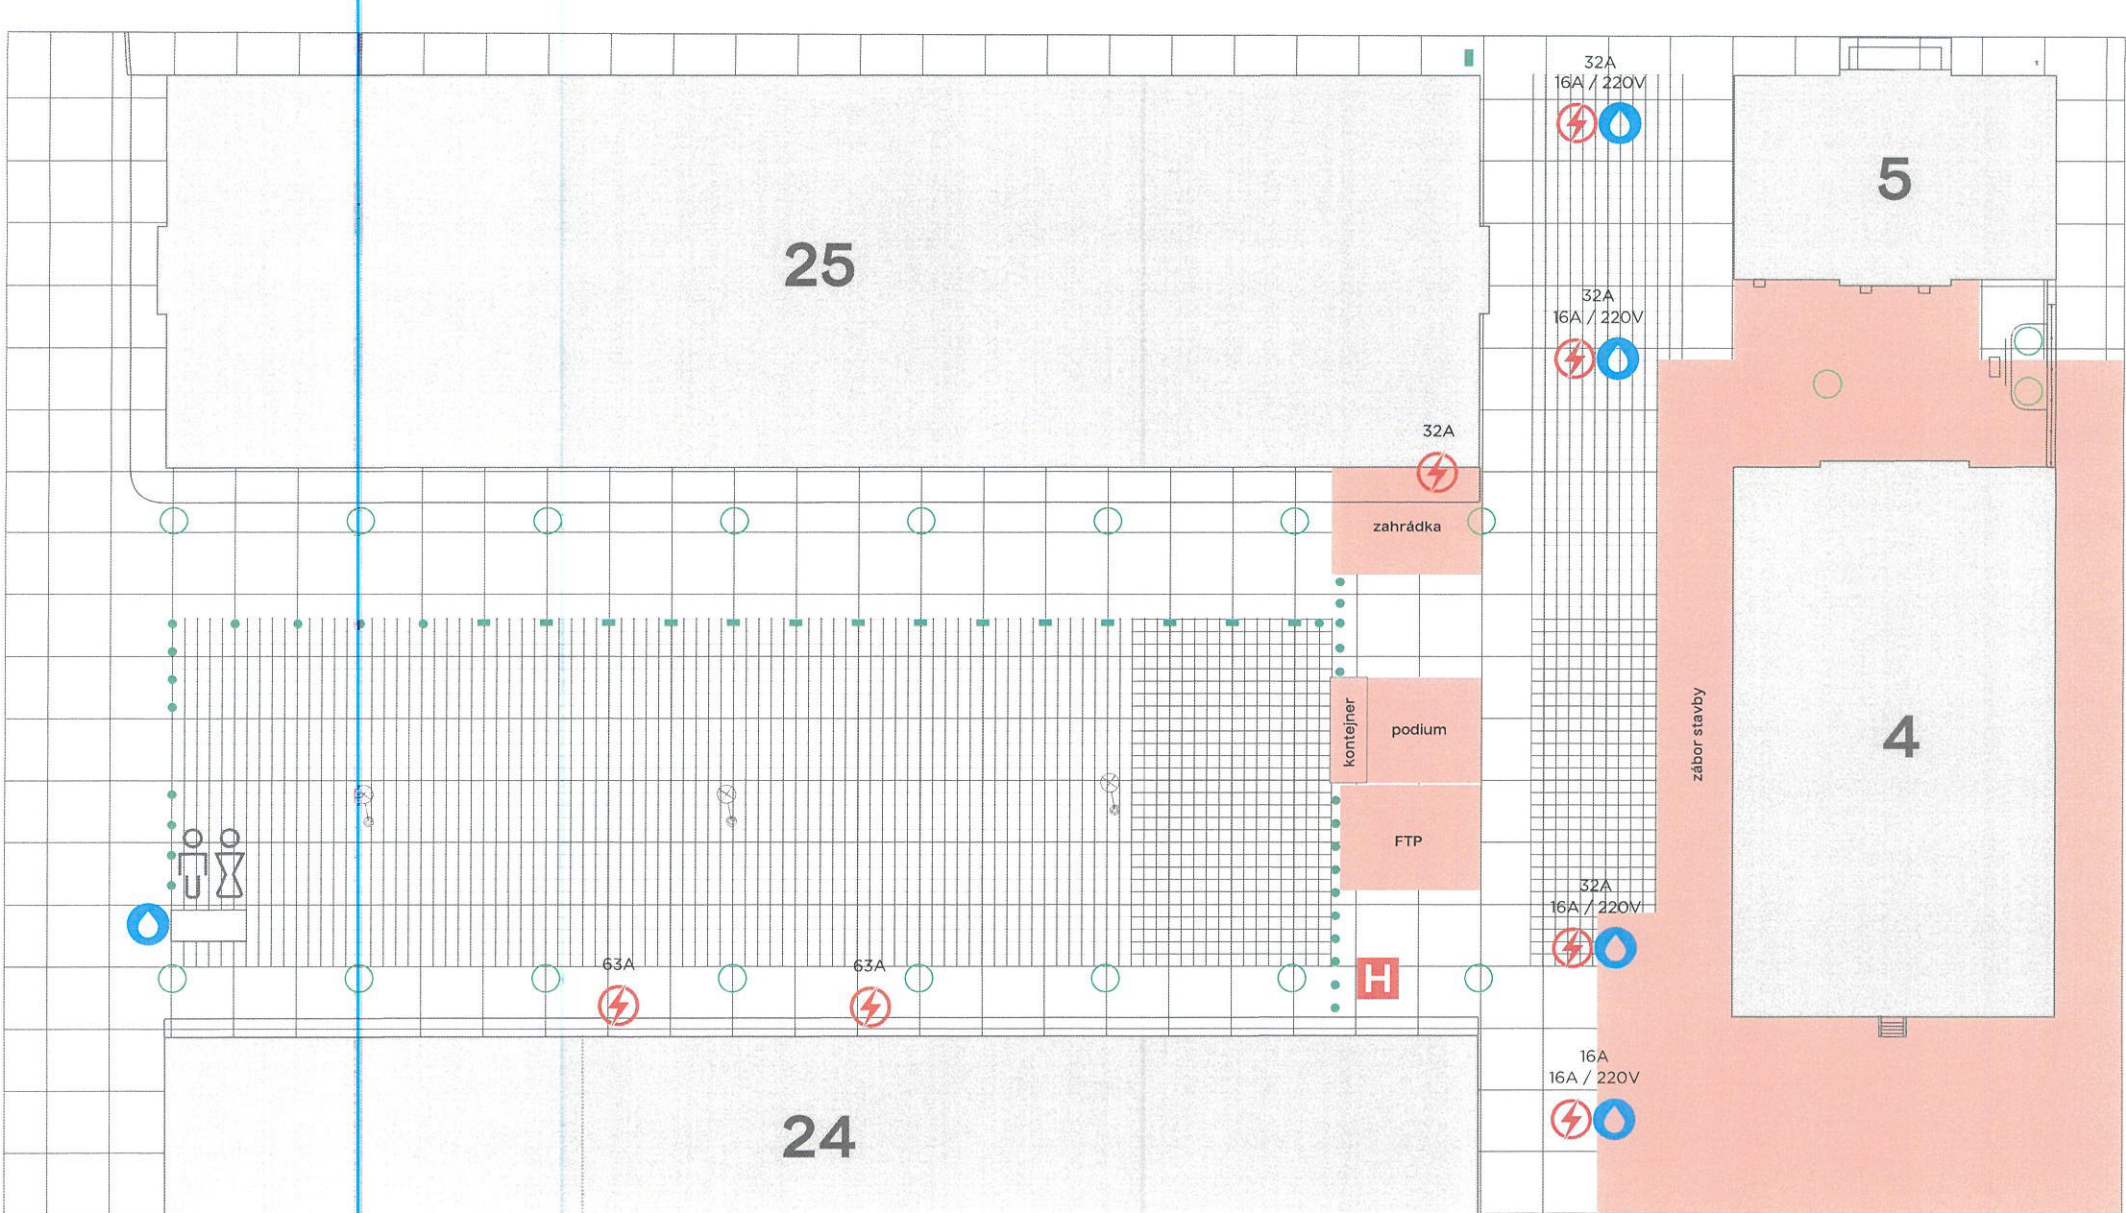 32A
16A / 220V
5
25
32A
16A / 220V
32A
zahrádka
kontejner
podium
zábor stavby
4
FTP
32A
16A / 220V
63A
63A
H
16A
16A / 220V
24